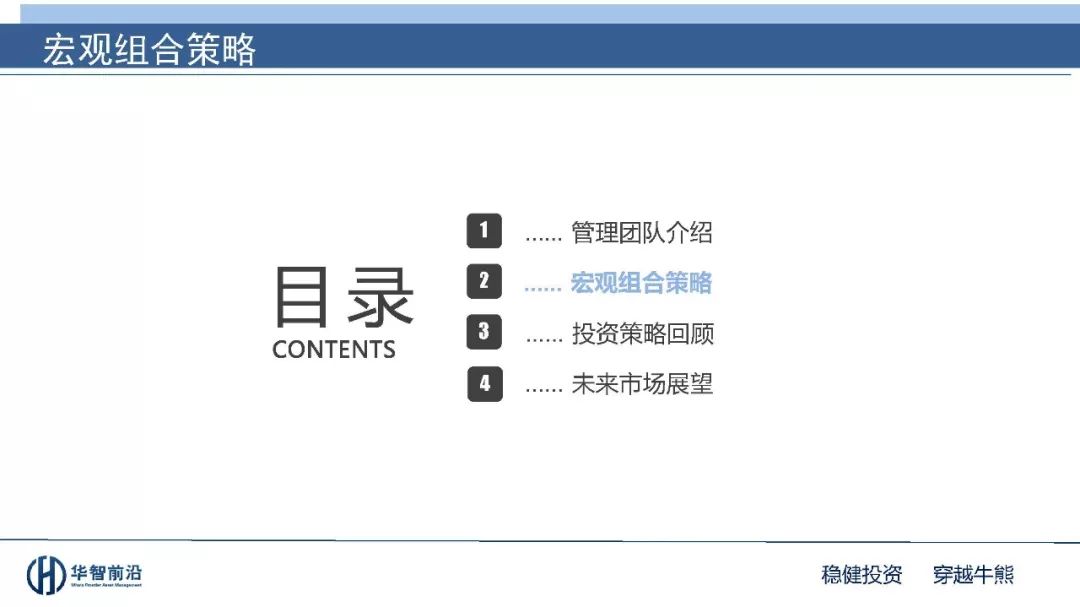 宏观组合策略
目录
CONTENTS
1 …… 管理团队介绍
2 …… 宏观组合策略
3 …… 投资策略回顾
4 …… 未来市场展望
华智前沿
稳健投资 穿越牛熊